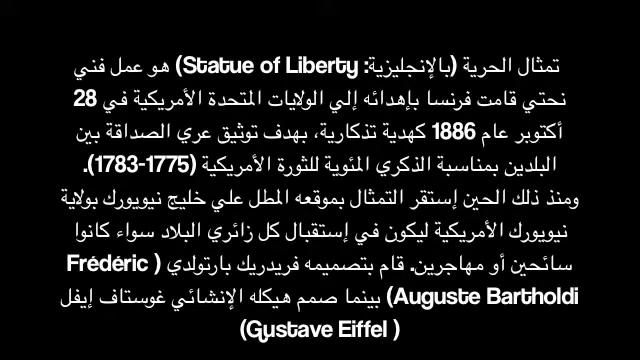 تمثال الحرية (بالإنجليزية: Statue of Liberty) هو عمل فني
نحتي قامت فرنسا بإهدائه إلي الولايات المتحدة الأمريكية في 28
أكتوبر عام 1886 كهدية تذكارية، بهدف توثيق عري الصداقة بين
البلدين بمناسبة الذكري المئوية للثورة الأمريكية (1775-1783).
ومنذ ذلك الحين إستقر التمثال بموقعه المطل علي خليج نيويورك بولاية
نيويورك الأمريكية ليكون في إستقبال كل زائري البلاد سواء كانوا
سائحين أو مهاجرين. قام بتصميمه فريدريك بارتولدي ( Frédéric
Auguste Bartholdi) بينما صمم هيكله الإنشائي غوستاف إيفل
( Gustave Eiffel)